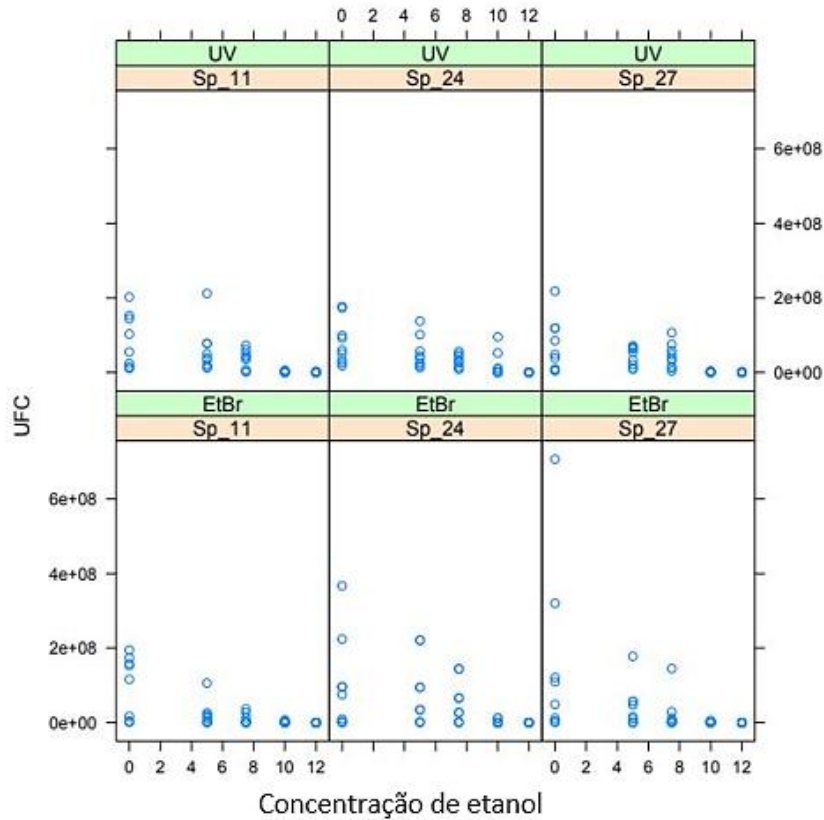 0 2 4 6 8 10 12
UV UV UV
Sp_11 Sp_24 Sp_27
6e+08
4e+08
2e+08
0e+00
UFC
EtBr EtBr EtBr
Sp_11 Sp_24 Sp_27
6e+08
4e+08
2e+08
0e+00
0 2 4 6 8 10 12 0 2 4 6 8 10 12
Concentração de etanol